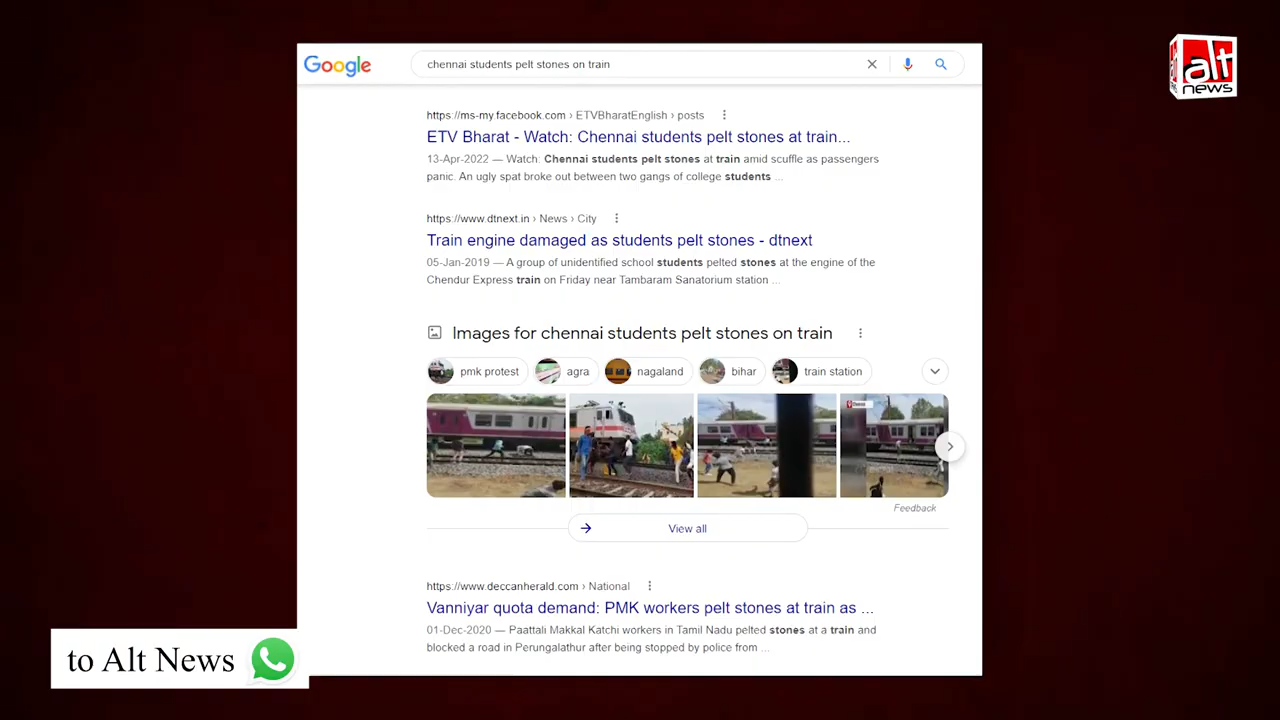 Google
chennai students pelt stones on train
alt
news
https://ms-my.facebook.com › ETVBharatEnglish › posts
ETV Bharat - Watch: Chennai students pelt stones at train...
13-Apr-2022 — Watch: Chennai students pelt stones at train amid scuffle as passengers
panic. An ugly spat broke out between two gangs of college students ...
https://www.dtnext.in › News › City
Train engine damaged as students pelt stones - dtnext
05-Jan-2019 — A group of unidentified school students pelted stones at the engine of the
Chendur Express train on Friday near Tambaram Sanatorium station ...
Images for chennai students pelt stones on train
pmk protest
agra
nagaland
bihar
train station
Feedback
View all
https://www.deccanherald.com › National
Vanniyar quota demand: PMK workers pelt stones at train as ...
01-Dec-2020 — Paattali Makkal Katchi workers in Tamil Nadu pelted stones at a train and
blocked a road in Perungalathur after being stopped by police from ...
to Alt News